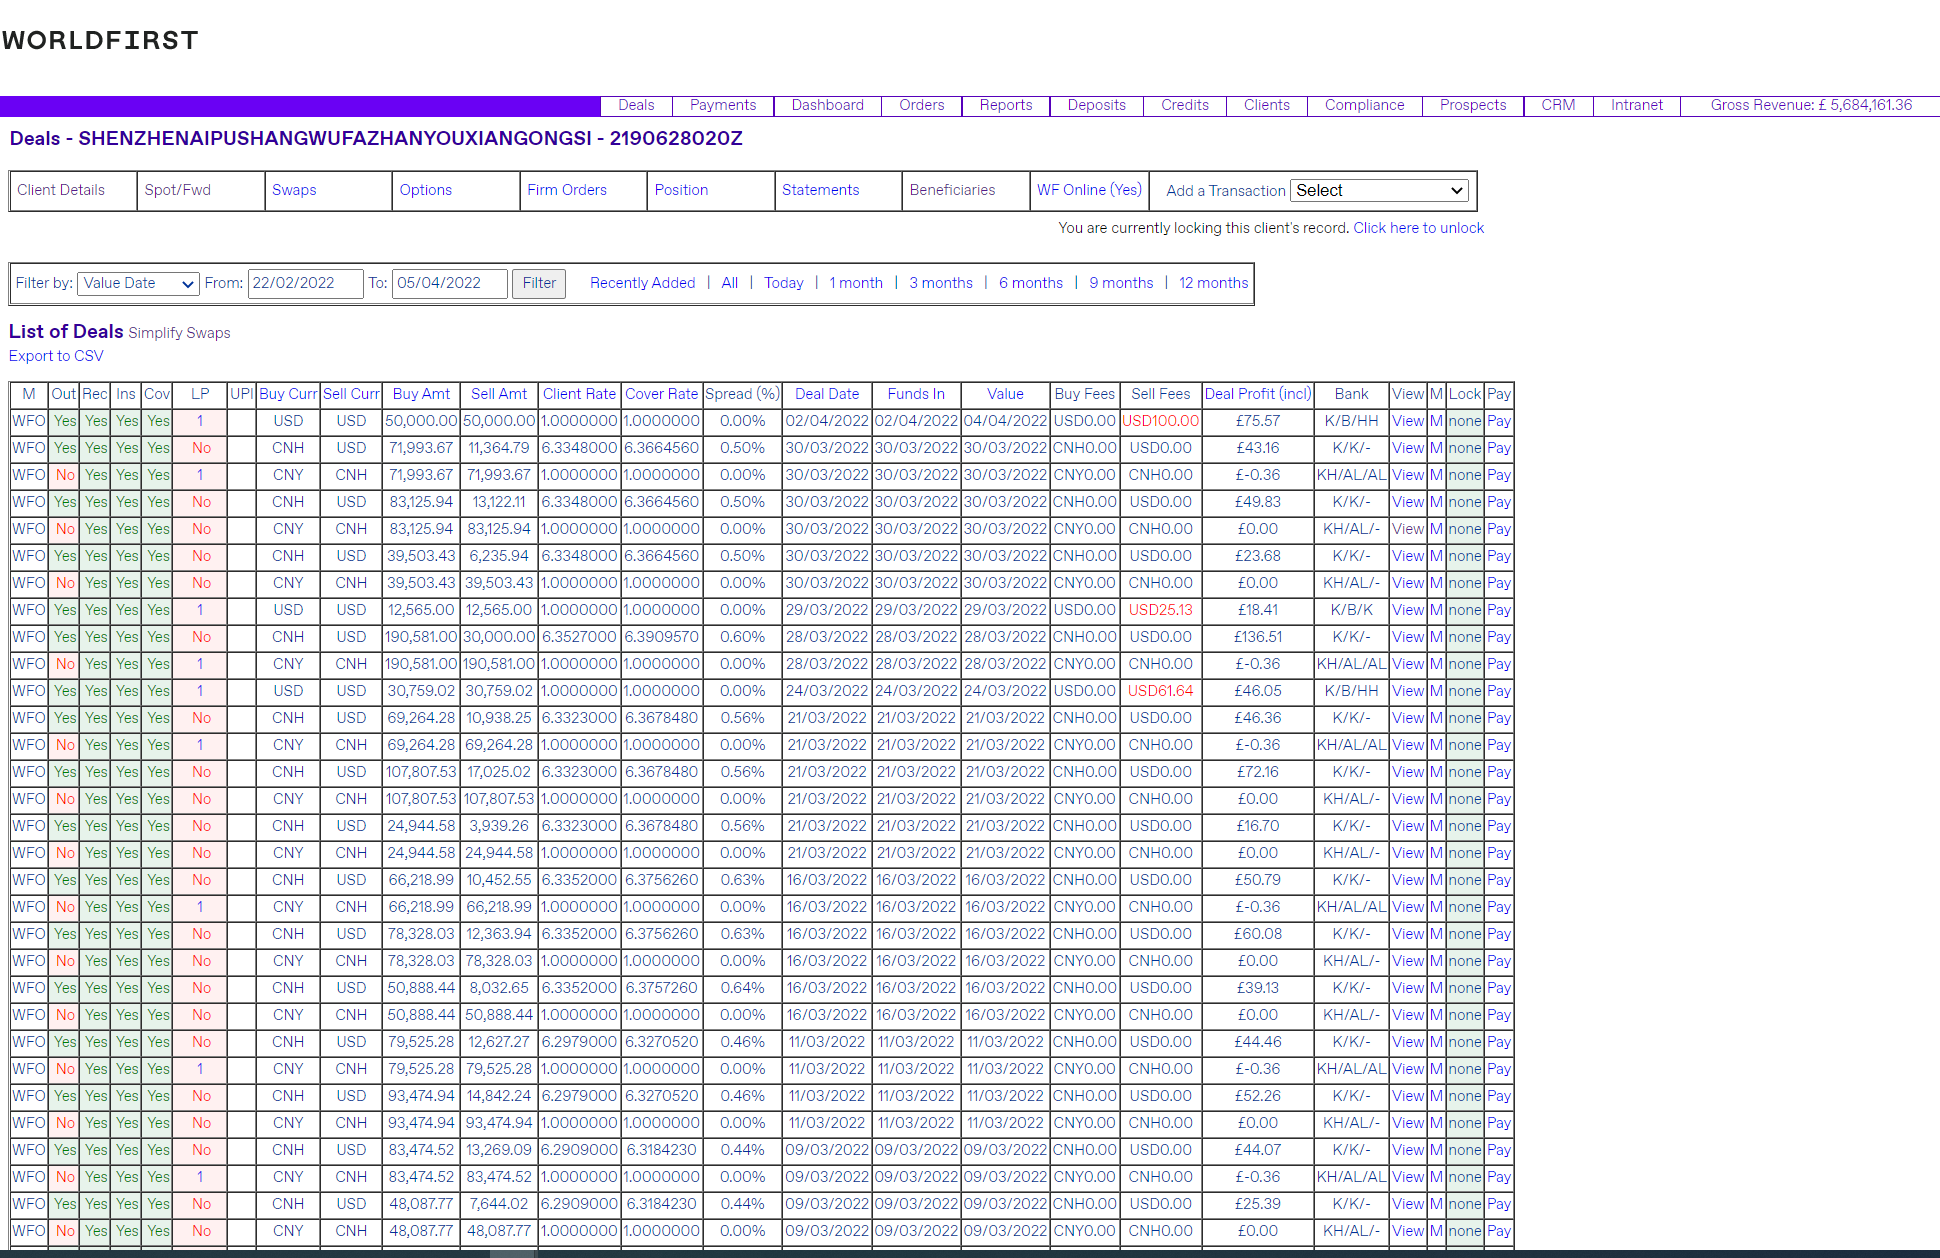 WORLDFIRST
Deals Payments Dashboard Orders Reports Deposits Credits Clients Compliance Prospects CRM Intranet Gross Revenue: £ 5,684,161.36
Deals - SHENZHENAIPUSHANGWUFAZHANYOUXIANGONGSI - 2190628020Z
Client Details Spot/Fwd Swaps Options Firm Orders Position Statements Beneficiaries WF Online (Yes) Add a Transaction Select
You are currently locking this client's record. Click here to unlock
Filter by: Value Date From: 22/02/2022 To: 05/04/2022 Filter Recently Added | All | Today | 1 month | 3 months | 6 months | 9 months | 12 months
List of Deals Simplify Swaps
Export to CSV
M Out Rec Ins Cov LP UPI Buy Curr Sell Curr Buy Amt Sell Amt Client Rate Cover Rate Spread (%) Deal Date Funds In Value Buy Fees Sell Fees Deal Profit (incl) Bank View M Lock Pay
WFO Yes Yes Yes Yes 1 USD USD 50,000.00 50,000.00 1.0000000 1.0000000 0.00% 02/04/2022 02/04/2022 04/04/2022 USD0.00 USD100.00 £75.57 K/B/HH View M none Pay
WFO Yes Yes Yes Yes No CNH USD 71,993.67 11,364.79 6.3348000 6.3664560 0.50% 30/03/2022 30/03/2022 30/03/2022 CNH0.00 USD0.00 £43.16 K/K/- View M none Pay
WFO No Yes Yes Yes 1 CNY CNH 71,993.67 71,993.67 1.0000000 1.0000000 0.00% 30/03/2022 30/03/2022 30/03/2022 CNY0.00 CNH0.00 £-0.36 KH/AL/AL View M none Pay
WFO Yes Yes Yes Yes No CNH USD 83,125.94 13,122.11 6.3348000 6.3664560 0.50% 30/03/2022 30/03/2022 30/03/2022 CNH0.00 USD0.00 £49.83 K/K/- View M none Pay
WFO No Yes Yes Yes No CNY CNH 83,125.94 83,125.94 1.0000000 1.0000000 0.00% 30/03/2022 30/03/2022 30/03/2022 CNY0.00 CNH0.00 £0.00 KH/AL/- View M none Pay
WFO Yes Yes Yes Yes No CNH USD 39,503.43 6,235.94 6.3348000 6.3664560 0.50% 30/03/2022 30/03/2022 30/03/2022 CNH0.00 USD0.00 £23.68 K/K/- View M none Pay
WFO No Yes Yes Yes No CNY CNH 39,503.43 39,503.43 1.0000000 1.0000000 0.00% 30/03/2022 30/03/2022 30/03/2022 CNY0.00 CNH0.00 £0.00 KH/AL/- View M none Pay
WFO Yes Yes Yes Yes 1 USD USD 12,565.00 12,565.00 1.0000000 1.0000000 0.00% 29/03/2022 29/03/2022 29/03/2022 USD0.00 USD25.13 £18.41 K/B/K View M none Pay
WFO Yes Yes Yes Yes No CNH USD 190,581.00 30,000.00 6.3527000 6.3909570 0.60% 28/03/2022 28/03/2022 28/03/2022 CNH0.00 USD0.00 £136.51 K/K/- View M none Pay
WFO No Yes Yes Yes 1 CNY CNH 190,581.00 190,581.00 1.0000000 1.0000000 0.00% 28/03/2022 28/03/2022 28/03/2022 CNY0.00 CNH0.00 £-0.36 KH/AL/AL View M none Pay
WFO Yes Yes Yes Yes 1 USD USD 30,759.02 30,759.02 1.0000000 1.0000000 0.00% 24/03/2022 24/03/2022 24/03/2022 USD0.00 USD61.64 £46.05 K/B/HH View M none Pay
WFO Yes Yes Yes Yes No CNH USD 69,264.28 10,938.25 6.3323000 6.3678480 0.56% 21/03/2022 21/03/2022 21/03/2022 CNH0.00 USD0.00 £46.36 K/K/- View M none Pay
WFO No Yes Yes Yes 1 CNY CNH 69,264.28 69,264.28 1.0000000 1.0000000 0.00% 21/03/2022 21/03/2022 21/03/2022 CNY0.00 CNH0.00 £-0.36 KH/AL/AL View M none Pay
WFO Yes Yes Yes Yes No CNH USD 107,807.53 17,025.02 6.3323000 6.3678480 0.56% 21/03/2022 21/03/2022 21/03/2022 CNH0.00 USD0.00 £72.16 K/K/- View M none Pay
WFO No Yes Yes Yes No CNY CNH 107,807.53 107,807.53 1.0000000 1.0000000 0.00% 21/03/2022 21/03/2022 21/03/2022 CNY0.00 CNH0.00 £0.00 KH/AL/- View M none Pay
WFO Yes Yes Yes Yes No CNH USD 24,944.58 3,939.26 6.3323000 6.3678480 0.56% 21/03/2022 21/03/2022 21/03/2022 CNH0.00 USD0.00 £16.70 K/K/- View M none Pay
WFO No Yes Yes Yes No CNY CNH 24,944.58 24,944.58 1.0000000 1.0000000 0.00% 21/03/2022 21/03/2022 21/03/2022 CNY0.00 CNH0.00 £0.00 KH/AL/- View M none Pay
WFO Yes Yes Yes Yes No CNH USD 66,218.99 10,452.55 6.3352000 6.3756260 0.63% 16/03/2022 16/03/2022 16/03/2022 CNH0.00 USD0.00 £50.79 K/K/- View M none Pay
WFO No Yes Yes Yes 1 CNY CNH 66,218.99 66,218.99 1.0000000 1.0000000 0.00% 16/03/2022 16/03/2022 16/03/2022 CNY0.00 CNH0.00 £-0.36 KH/AL/AL View M none Pay
WFO Yes Yes Yes Yes No CNH USD 78,328.03 12,363.94 6.3352000 6.3756260 0.63% 16/03/2022 16/03/2022 16/03/2022 CNH0.00 USD0.00 £60.08 K/K/- View M none Pay
WFO No Yes Yes Yes No CNY CNH 78,328.03 78,328.03 1.0000000 1.0000000 0.00% 16/03/2022 16/03/2022 16/03/2022 CNY0.00 CNH0.00 £0.00 KH/AL/- View M none Pay
WFO Yes Yes Yes Yes No CNH USD 50,888.44 8,032.65 6.3352000 6.3757260 0.64% 16/03/2022 16/03/2022 16/03/2022 CNH0.00 USD0.00 £39.13 K/K/- View M none Pay
WFO No Yes Yes Yes No CNY CNH 50,888.44 50,888.44 1.0000000 1.0000000 0.00% 16/03/2022 16/03/2022 16/03/2022 CNY0.00 CNH0.00 £0.00 KH/AL/- View M none Pay
WFO Yes Yes Yes Yes No CNH USD 79,525.28 12,627.27 6.2979000 6.3270520 0.46% 11/03/2022 11/03/2022 11/03/2022 CNH0.00 USD0.00 £44.46 K/K/- View M none Pay
WFO No Yes Yes Yes 1 CNY CNH 79,525.28 79,525.28 1.0000000 1.0000000 0.00% 11/03/2022 11/03/2022 11/03/2022 CNY0.00 CNH0.00 £-0.36 KH/AL/AL View M none Pay
WFO Yes Yes Yes Yes No CNH USD 93,474.94 14,842.24 6.2979000 6.3270520 0.46% 11/03/2022 11/03/2022 11/03/2022 CNH0.00 USD0.00 £52.26 K/K/- View M none Pay
WFO No Yes Yes Yes No CNY CNH 93,474.94 93,474.94 1.0000000 1.0000000 0.00% 11/03/2022 11/03/2022 11/03/2022 CNY0.00 CNH0.00 £0.00 KH/AL/- View M none Pay
WFO Yes Yes Yes Yes No CNH USD 83,474.52 13,269.09 6.2909000 6.3184230 0.44% 09/03/2022 09/03/2022 09/03/2022 CNH0.00 USD0.00 £44.07 K/K/- View M none Pay
WFO No Yes Yes Yes 1 CNY CNH 83,474.52 83,474.52 1.0000000 1.0000000 0.00% 09/03/2022 09/03/2022 09/03/2022 CNY0.00 CNH0.00 £-0.36 KH/AL/AL View M none Pay
WFO Yes Yes Yes Yes No CNH USD 48,087.77 7,644.02 6.2909000 6.3184230 0.44% 09/03/2022 09/03/2022 09/03/2022 CNH0.00 USD0.00 £25.39 K/K/- View M none Pay
WFO No Yes Yes Yes No CNY CNH 48,087.77 48,087.77 1.0000000 1.0000000 0.00% 09/03/2022 09/03/2022 09/03/2022 CNY0.00 CNH0.00 £0.00 KH/AL/- View M none Pay